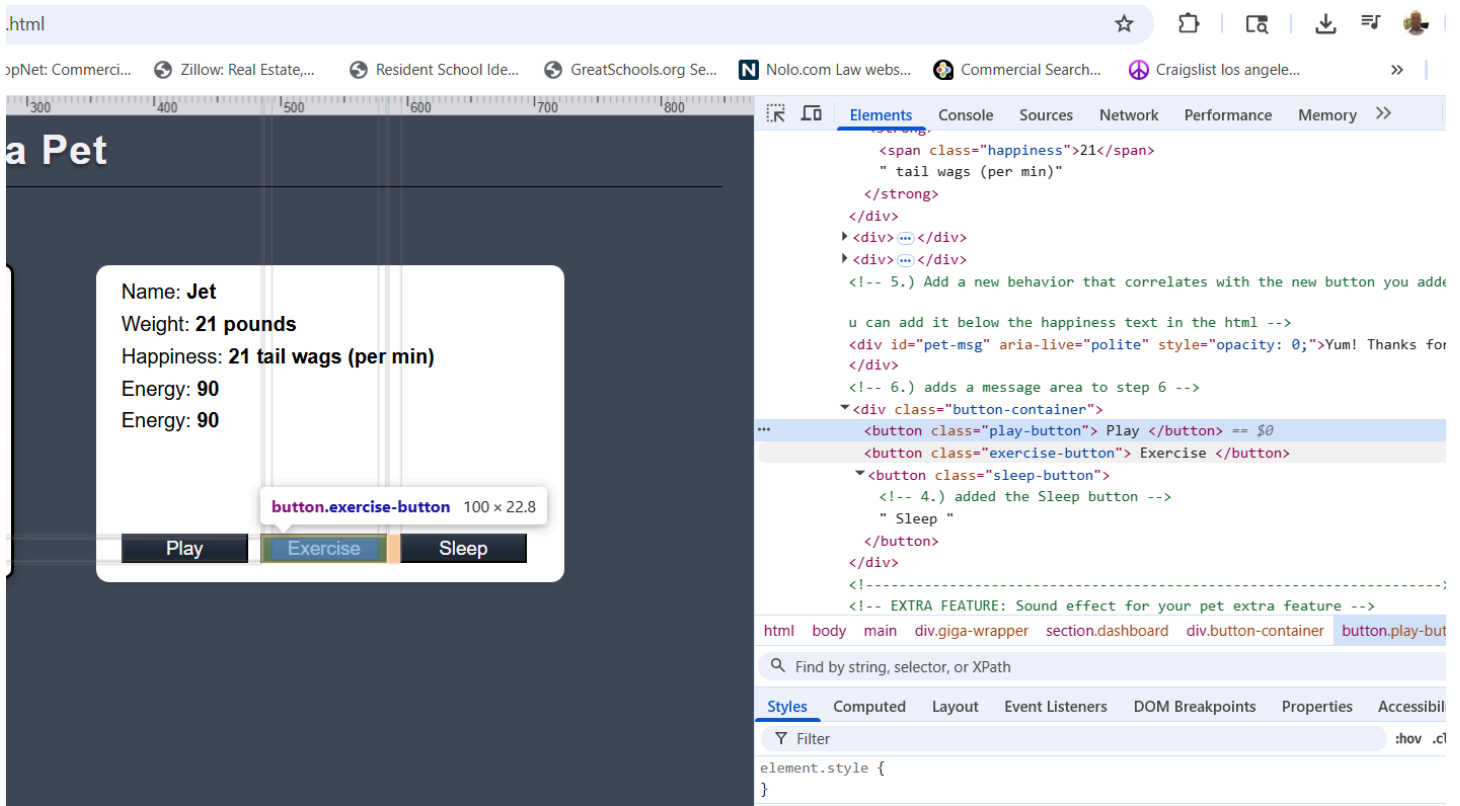 .html
opNet: Commerci... Zillow: Real Estate,... Resident School Ide... GreatSchools.org Se... N Nolo.com Law webs... Commercial Search... Craigslist los angele... »
300 400 500 600 700 800
Elements Console Sources Network Performance Memory
a Pet
<span class="happiness">21</span>
" tail wags (per min)"
</strong>
</div>
<div> ... </div>
<div> ... </div>
<!-- 5.) Add a new behavior that correlates with the new button you adde
u can add it below the happiness text in the html -->
<div id="pet-msg" aria-live="polite" style="opacity: 0;">Yum! Thanks for
</div>
<!-- 6.) adds a message area to step 6 -->
<div class="button-container">
<button class="play-button"> Play </button> == $0
<button class="exercise-button"> Exercise </button>
<button class="sleep-button">
<!-- 4.) added the Sleep button -->
" Sleep "
</button>
</div>
<!-- EXTRA FEATURE: Sound effect for your pet extra feature -->
Name: Jet
Weight: 21 pounds
Happiness: 21 tail wags (per min)
Energy: 90
Energy: 90
button.exercise-button 100 × 22.8
Play Exercise Sleep
html body main div.giga-wrapper section.dashboard div.button-container button.play-but
Find by string, selector, or XPath
Styles Computed Layout Event Listeners DOM Breakpoints Properties Accessibil
Filter :hov .cl
element.style {
}